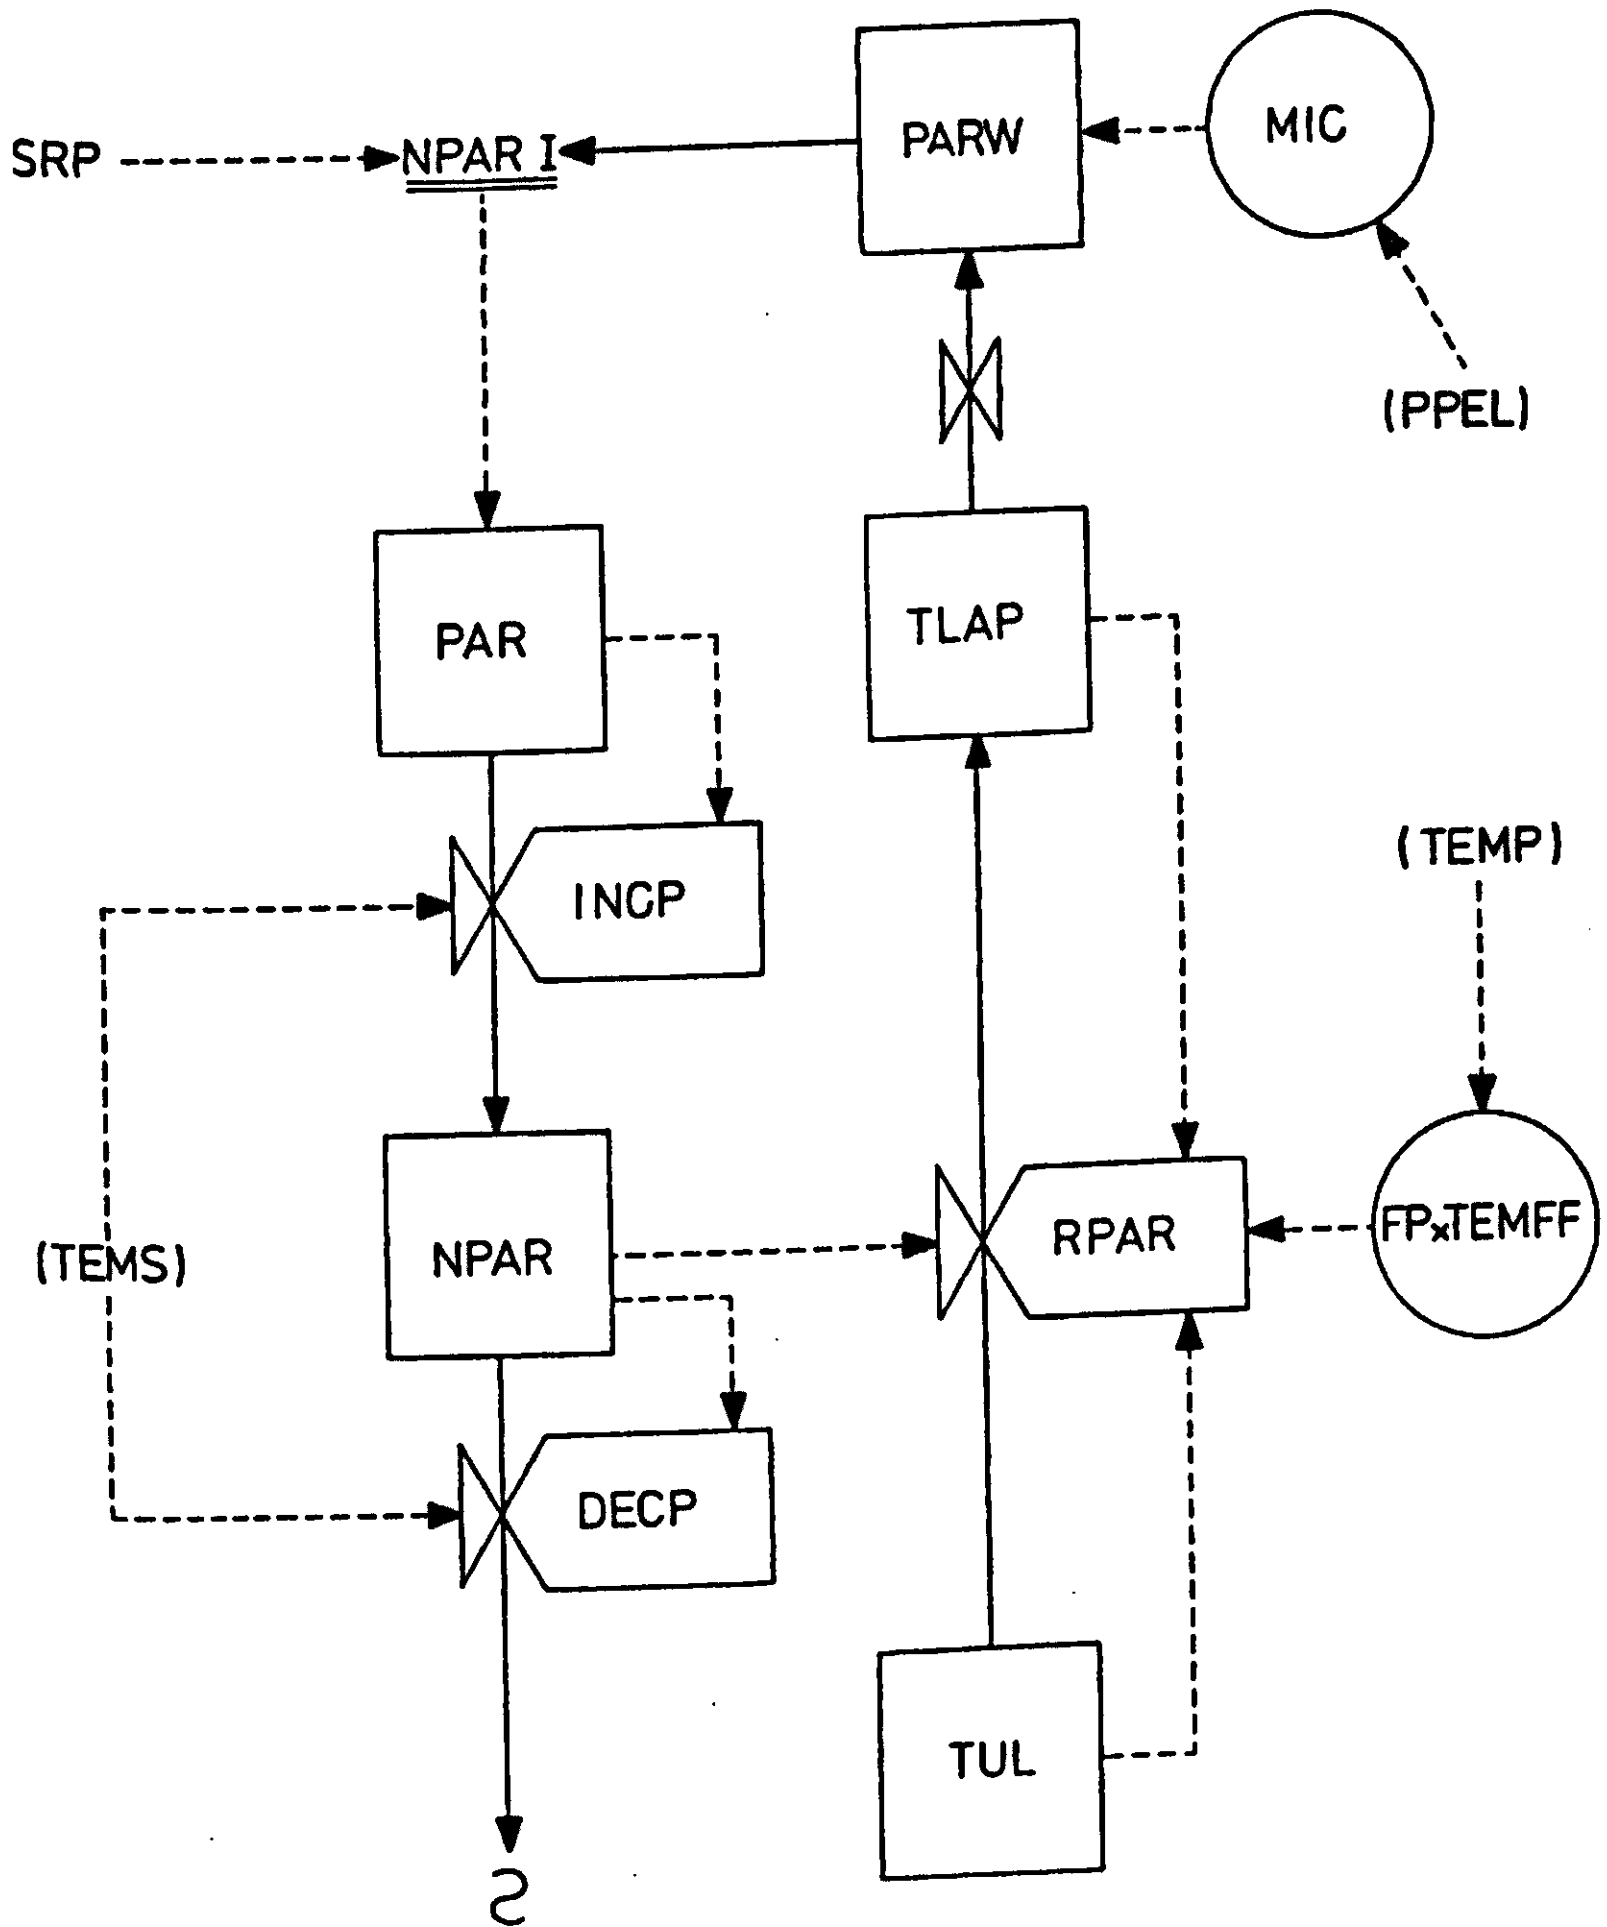 SRP
NPAR I
PARW
MIC
(PPEL)
PAR
TLAP
INCP
(TEMP)
(TEMS)
NPAR
RPAR
FPxTEMFF
DECP
TUL